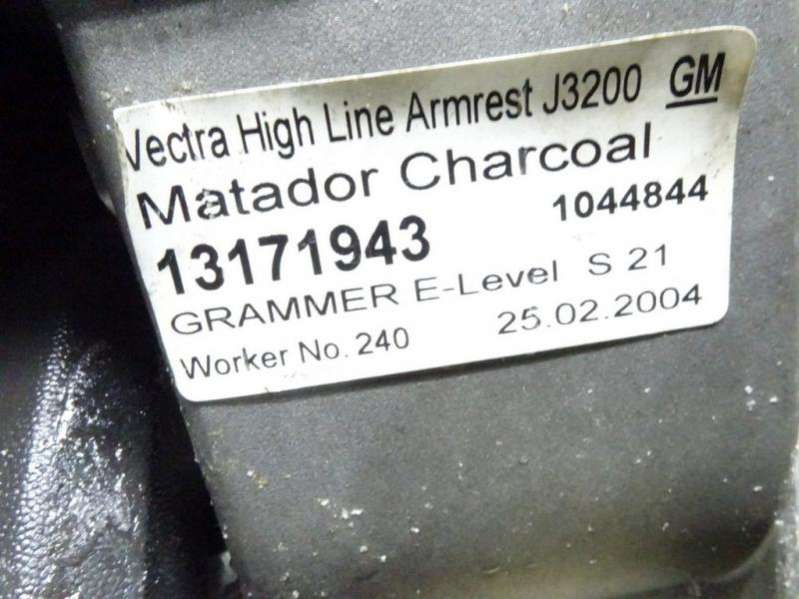 Vectra High Line Armrest J3200 GM
Matador Charcoal
13171943 1044844
GRAMMER E-Level S 21
Worker No. 240 25.02.2004